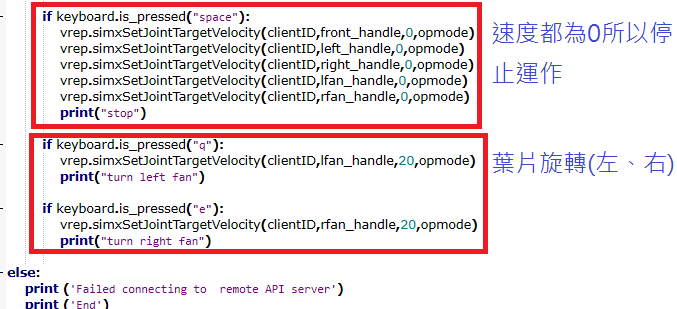 if keyboard.is_pressed("space"):
vrep.simxSetJointTargetVelocity(clientID,front_handle,0,opmode)
vrep.simxSetJointTargetVelocity(clientID,left_handle,0,opmode)
vrep.simxSetJointTargetVelocity(clientID,right_handle,0,opmode)
vrep.simxSetJointTargetVelocity(clientID,lfan_handle,0,opmode)
vrep.simxSetJointTargetVelocity(clientID,rfan_handle,0,opmode)
print("stop")
速度都為0所以停
止運作
if keyboard.is_pressed("q"):
vrep.simxSetJointTargetVelocity(clientID,lfan_handle,20,opmode)
print("turn left fan")
if keyboard.is_pressed("e"):
vrep.simxSetJointTargetVelocity(clientID,rfan_handle,20,opmode)
print("turn right fan")
葉片旋轉(左、右)
else:
print ('Failed connecting to  remote API server')
print ('End')